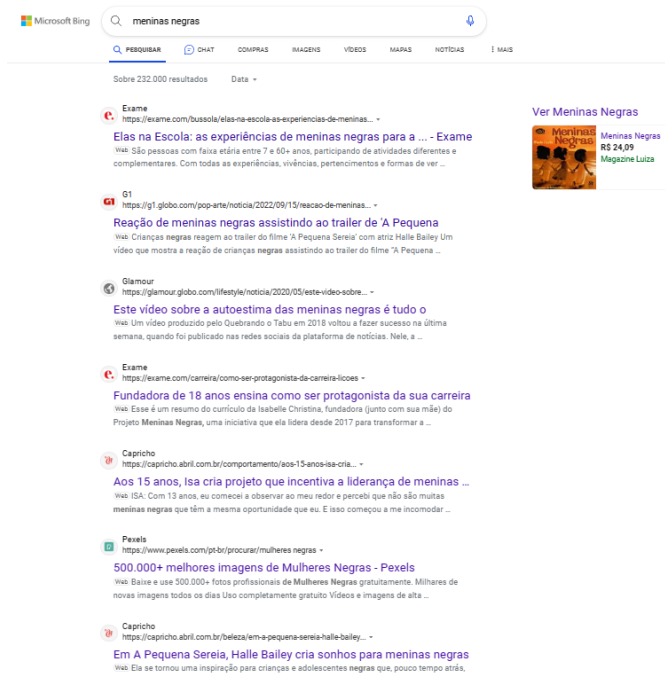 Microsoft Bing
meninas negras
PESQUISAR CHAT COMPRAS IMAGENS VÍDEOS MAPAS NOTÍCIAS MAIS
Sobre 232.000 resultados Data
Exame
https://exame.com/bussola/elas-na-escola-as-experiencias-de-meninas...
Elas na Escola: as experiências de meninas negras para a ... - Exame
Web São pessoas com faixa etária entre 7 e 60+ anos, participando de atividades diferentes e
complementares. Com todas as experiências, vivências, pertencimentos e formas de ver ...
G1
https://g1.globo.com/pop-arte/noticia/2022/09/15/reacao-de-meninas...
Reação de meninas negras assistindo ao trailer de 'A Pequena
Web Crianças negras reagem ao trailer do filme 'A Pequena Sereia' com atriz Halle Bailey Um
vídeo que mostra a reação de crianças negras assistindo ao trailer do filme "A Pequena ...
Glamour
https://glamour.globo.com/lifestyle/noticia/2020/05/este-video-sobre...
Este vídeo sobre a autoestima das meninas negras é tudo o
Web Um vídeo produzido pelo Quebrando o Tabu em 2018 voltou a fazer sucesso na última
semana, quando foi publicado nas redes sociais da plataforma de notícias. Nele, a ...
Exame
https://exame.com/carreira/como-ser-protagonista-da-carreira-licoes
Fundadora de 18 anos ensina como ser protagonista da sua carreira
Web Esse é um resumo do currículo da Isabelle Christina, fundadora (junto com sua mãe) do
Projeto Meninas Negras, uma iniciativa que ela lidera desde 2017 para transformar a ...
Capricho
https://capricho.abril.com.br/comportamento/aos-15-anos-isa-cria...
Aos 15 anos, Isa cria projeto que incentiva a liderança de meninas ...
Web ISA: Com 13 anos, eu comecei a observar ao meu redor e percebi que não são muitas
meninas negras que têm a mesma oportunidade que eu. E isso começou a me incomodar ...
Pexels
https://www.pexels.com/pt-br/procurar/mulheres negras
500.000+ melhores imagens de Mulheres Negras - Pexels
Web Baixe e use 500.000+ fotos profissionais de Mulheres Negras gratuitamente. Milhares de
novas imagens todos os dias Uso completamente gratuito Vídeos e imagens de alta ...
Capricho
https://capricho.abril.com.br/beleza/em-a-pequena-sereia-halle-bailey...
Em A Pequena Sereia, Halle Bailey cria sonhos para meninas negras
Web Ela se tornou uma inspiração para crianças e adolescentes negras que, pouco tempo atrás,
Ver Meninas Negras
Meninas
Negras
Meninas Negras
R$ 24,09
Magazine Luiza